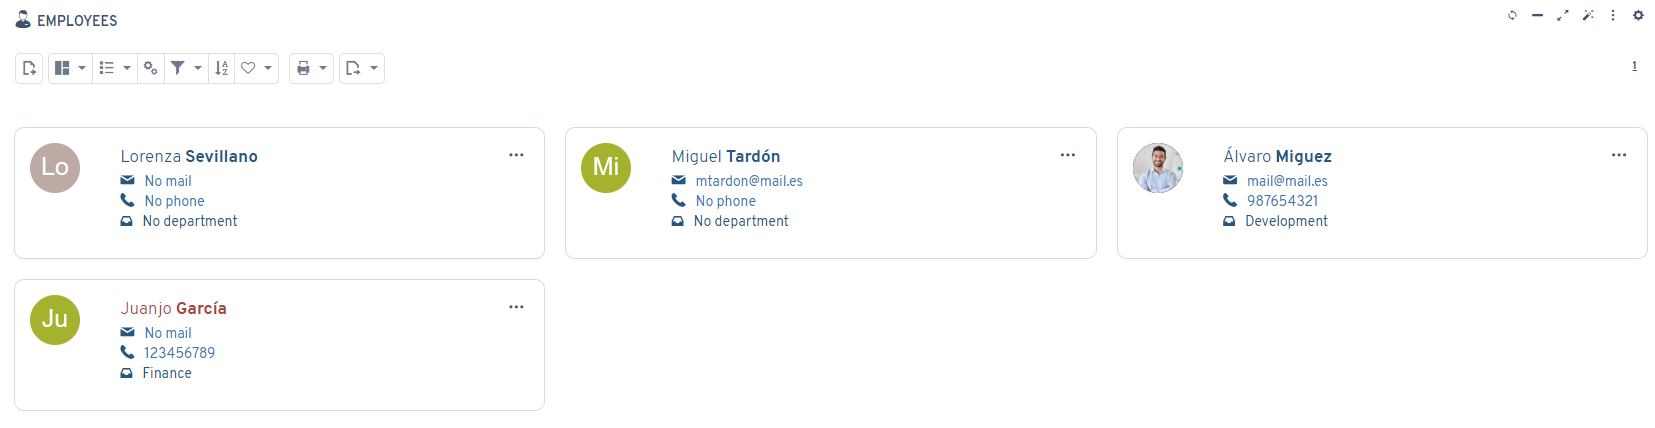 EMPLOYEES
1
Lo
Lorenza Sevillano
No mail
No phone
No department
Mi
Miguel Tardón
mtardon@mail.es
No phone
No department
Álvaro Miguez
mail@mail.es
987654321
Development
Ju
Juanjo García
No mail
123456789
Finance